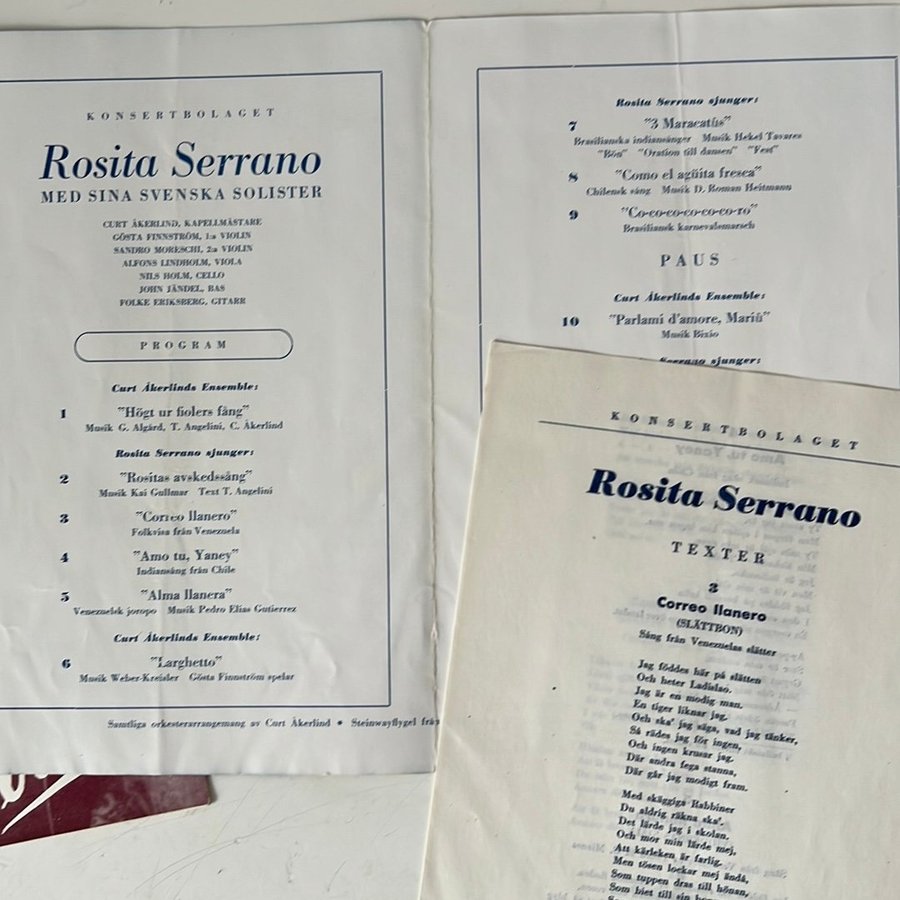 KONSERTBOLAGET
Rosita Serrano
MED SINA SVENSKA SOLISTER
CURT ÅKERLIND, KAPELLMÄSTARE
GÖSTA FINNSTRÖM, 1:a VIOLIN
SANDRO MORESCHI, 2:a VIOLIN
ALFONS LINDHOLM, VIOLA
NILS HOLM, CELLO
JOHN JÄNDEL, BAS
FOLKE ERIKSBERG, GITARR
PROGRAM
Curt Åkerlinds Ensemble:
1 "Högt ur fiolers fång"
Musik G. Algård, T. Angelini, C. Åkerlind
Rosita Serrano sjunger:
2 "Rositas avskedssång"
Musik Kai Gullmar Text T. Angelini
3 "Correo llanero"
Folkvisa från Venezuela
4 "Amo tu, Yaney"
Indiansång från Chile
5 "Alma llanera"
Venezuelsk joropo Musik Pedro Elias Gutierrez
Curt Åkerlinds Ensemble:
6 "Larghetto"
Musik Weber-Kreisler Gösta Finnström spelar
Samtliga orkesterarrangemang av Curt Åkerlind • Steinwayflygel från
Rosita Serrano sjunger:
7 "3 Maracatùs"
Brasilianska indiansånger Musik Hekel Tavares
"Bön" "Oration till dansen" "Fest"
8 "Como el agüita fresca"
Chilensk sång Musik D. Roman Heitmann
9 "Co-co-co-co-co-co-ro"
Brasiliansk karnevalsmarsch
PAUS
Curt Åkerlinds Ensemble:
10 "Parlami d'amore, Mariù"
Musik Bixio
Serrano sjunger:
KONSERTBOLAGET
Rosita Serrano
TEXTER
3
Correo llanero
(SLÄTTBON)
Sång från Venezuelas slätter
Jag föddes här på slätten
Och heter Ladislao.
Jag är en modig man.
En tiger liknar jag.
Och ska' jag säga, vad jag tänker,
Så rädes jag för ingen,
Och ingen krusar jag.
Där andra fega stanna,
Där går jag modigt fram.
Med skäggiga Rabbiner
Du aldrig räkna ska'.
Det lärde jag i skolan,
Och mor min lärde mej,
Att kärleken är farlig.
Men tösen lockar mej ändå,
Som tuppen dras till hönan,
Som biet till sin